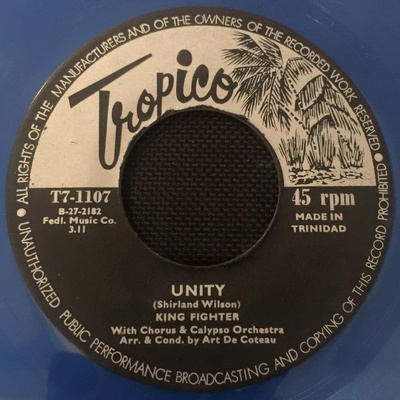 • ALL RIGHTS OF THE MANUFACTURERS AND OF THE OWNERS OF THE RECORDED WORK RESERVED •
UNAUTHORIZED PUBLIC PERFORMANCE BROADCASTING AND COPYING OF THIS RECORD PROHIBITED
Tropico
T7-1107
B-27-2182
Fedl. Music Co.
3.11
45 rpm
MADE IN
TRINIDAD
UNITY
(Shirland Wilson)
KING FIGHTER
With Chorus & Calypso Orchestra
Arr. & Cond. by Art De Coteau